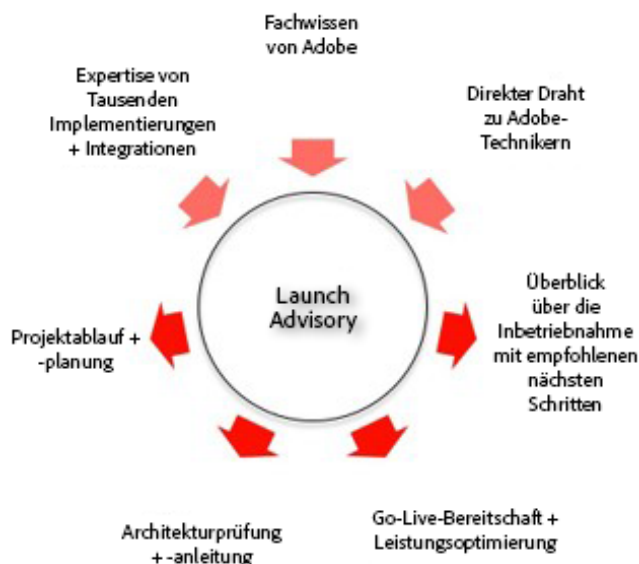 Fachwissen
von Adobe
Expertise von
Tausenden
Implementierungen
+ Integrationen
Direkter Draht
zu Adobe-
Technikern
Launch
Advisory
Projektablauf +
-planung
Überblick
über die
Inbetriebnahme
mit empfohlenen
nächsten
Schritten
Architekturprüfung
+ -anleitung
Go-Live-Bereitschaft +
Leistungsoptimierung